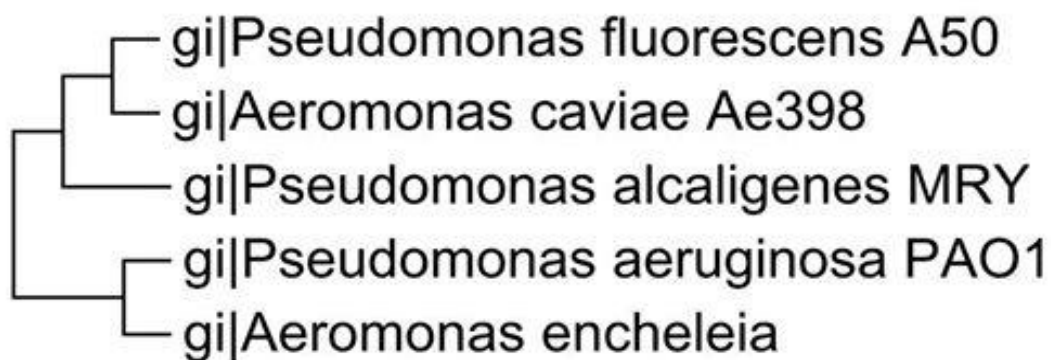 gi|Pseudomonas fluorescens A50
gi|Aeromonas caviae Ae398
gi|Pseudomonas alcaligenes MRY
gi|Pseudomonas aeruginosa PAO1
gi|Aeromonas encheleia